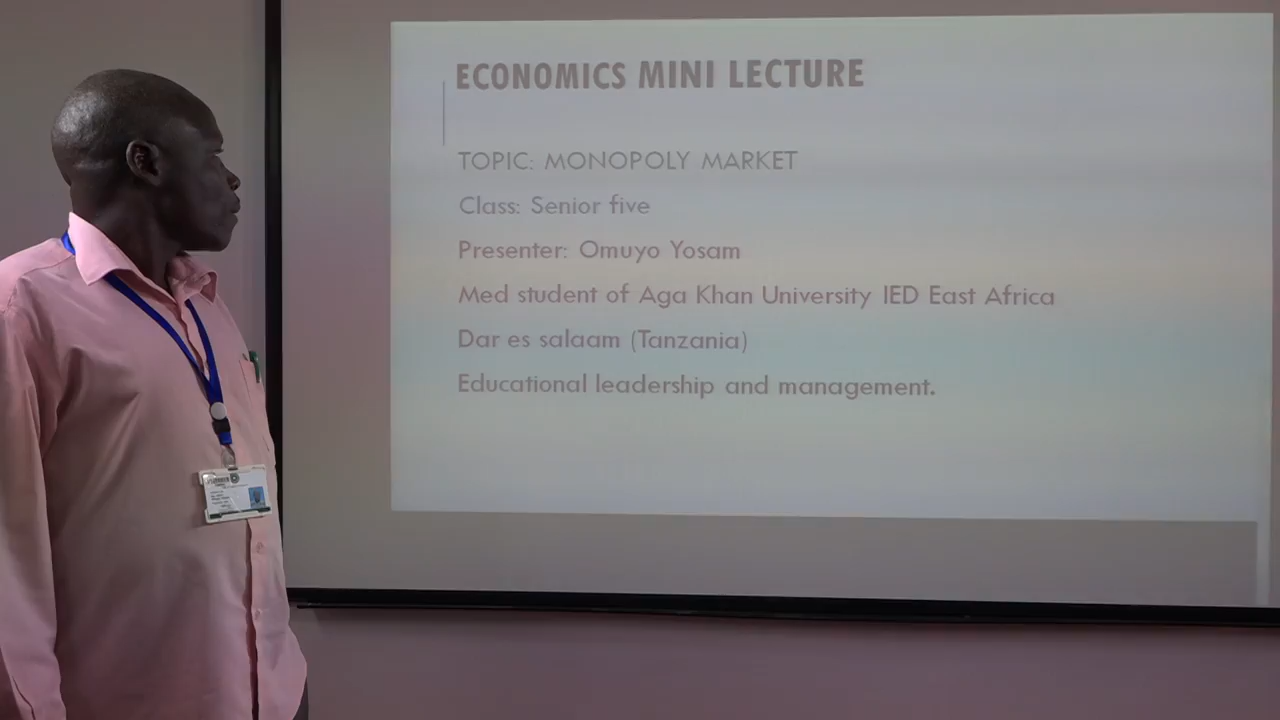 ECONOMICS MINI LECTURE
TOPIC: MONOPOLY MARKET
Class: Senior five
Presenter: Omuyo Yosam
Med student of Aga Khan University IED East Africa
Dar es salaam (Tanzania)
Educational leadership and management.